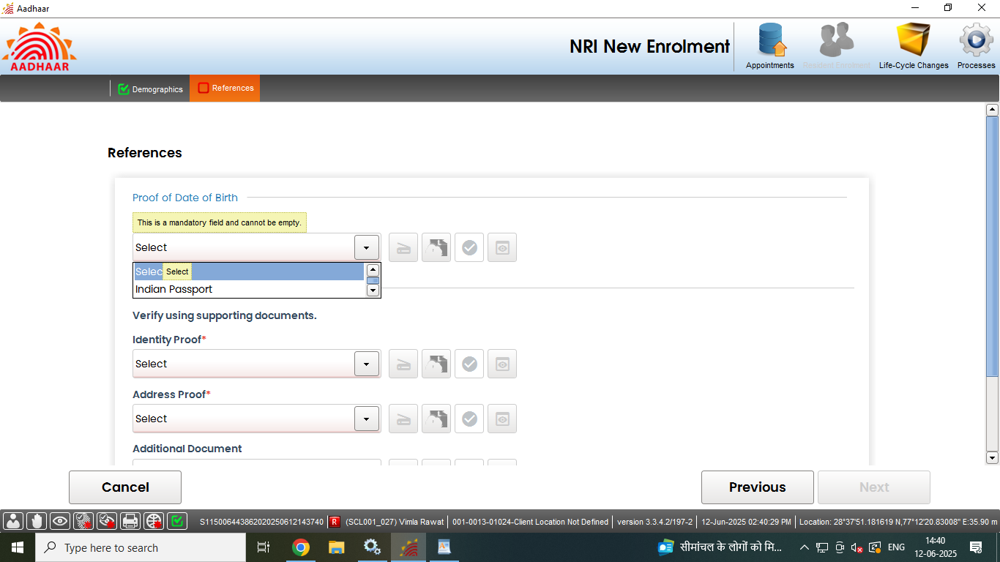 Aadhaar
AADHAAR
NRI New Enrolment
Appointments
Resident Enrolment
Life-Cycle Changes
Processes
Demographics
References
References
Proof of Date of Birth
This is a mandatory field and cannot be empty.
Select
Selec
Select
Indian Passport
Verify using supporting documents.
Identity Proof*
Select
Address Proof*
Select
Additional Document
Cancel
Previous
Next
S115006443862020250612143740
R
(SCL001_027) Vimla Rawat
001-0013-01024-Client Location Not Defined
version 3.3.4.2/197-2
12-Jun-2025 02:40:29 PM
Location: 28°37'51.181619 N,77°12'20.83008" E:35.90 m
Type here to search
सीमांचल के लोगों को मि...
ENG
14:40
12-06-2025